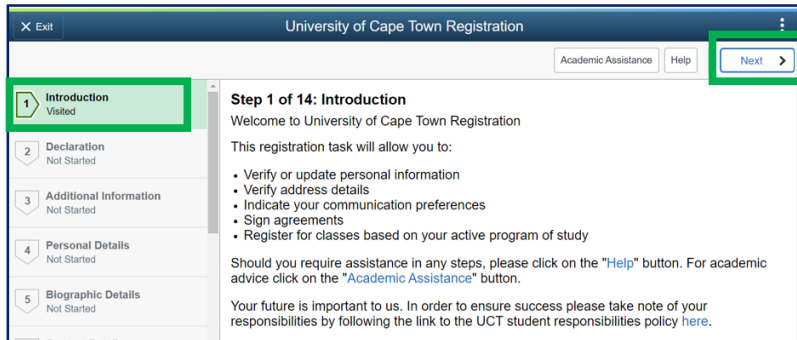 Exit
University of Cape Town Registration
Academic Assistance
Help
Next
1
Introduction
Visited
2
Declaration
Not Started
3
Additional Information
Not Started
4
Personal Details
Not Started
5
Biographic Details
Not Started
Step 1 of 14: Introduction
Welcome to University of Cape Town Registration
This registration task will allow you to:
• Verify or update personal information
• Verify address details
• Indicate your communication preferences
• Sign agreements
• Register for classes based on your active program of study
Should you require assistance in any steps, please click on the "Help" button. For academic
advice click on the "Academic Assistance" button.
Your future is important to us. In order to ensure success please take note of your
responsibilities by following the link to the UCT student responsibilities policy here.